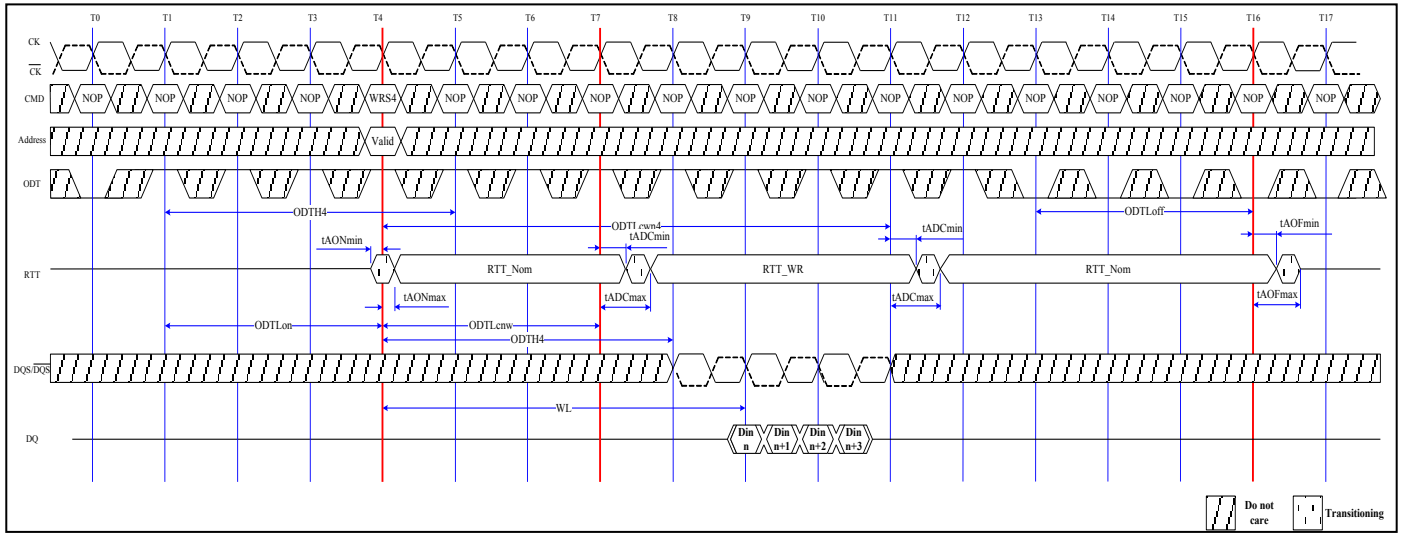 T0 T1 T2 T3 T4 T5 T6 T7 T8 T9 T10 T11 T12 T13 T14 T15 T16 T17
CK
CK
CMD NOP NOP NOP NOP WRS4 NOP NOP NOP NOP NOP NOP NOP NOP NOP NOP NOP NOP NOP
Address Valid
ODT
ODTH4 ODTLoff
ODTLcwn4
tAONmin tADCmin tADCmin tAOFmin
RTT RTT_Nom RTT_WR RTT_Nom
tAONmax tADCmax tADCmax tAOFmax
ODTLon ODTLcnw
ODTH4
DQS/DQS
WL
DQ Din n Din n+1 Din n+2 Din n+3
Do not care Transitioning